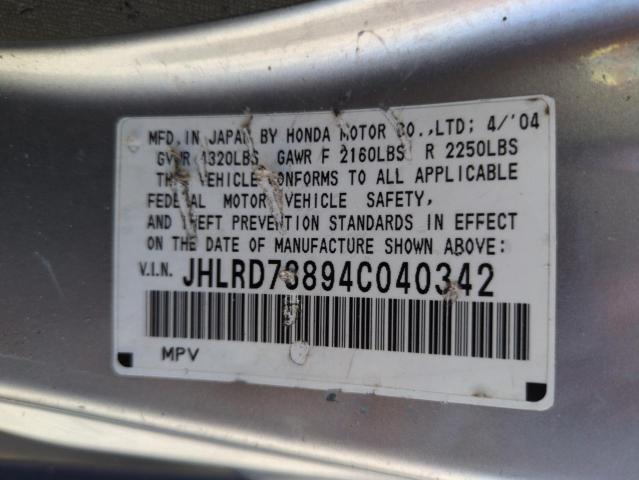 MFD. IN JAPAN BY HONDA MOTOR CO.,LTD; 4/'04
GVWR 4320LBS GAWR F 2160LBS R 2250LBS
THIS VEHICLE CONFORMS TO ALL APPLICABLE
FEDERAL MOTOR VEHICLE SAFETY,
AND THEFT PREVENTION STANDARDS IN EFFECT
ON THE DATE OF MANUFACTURE SHOWN ABOVE:
V.I.N. JHLRD78894C040342
MPV